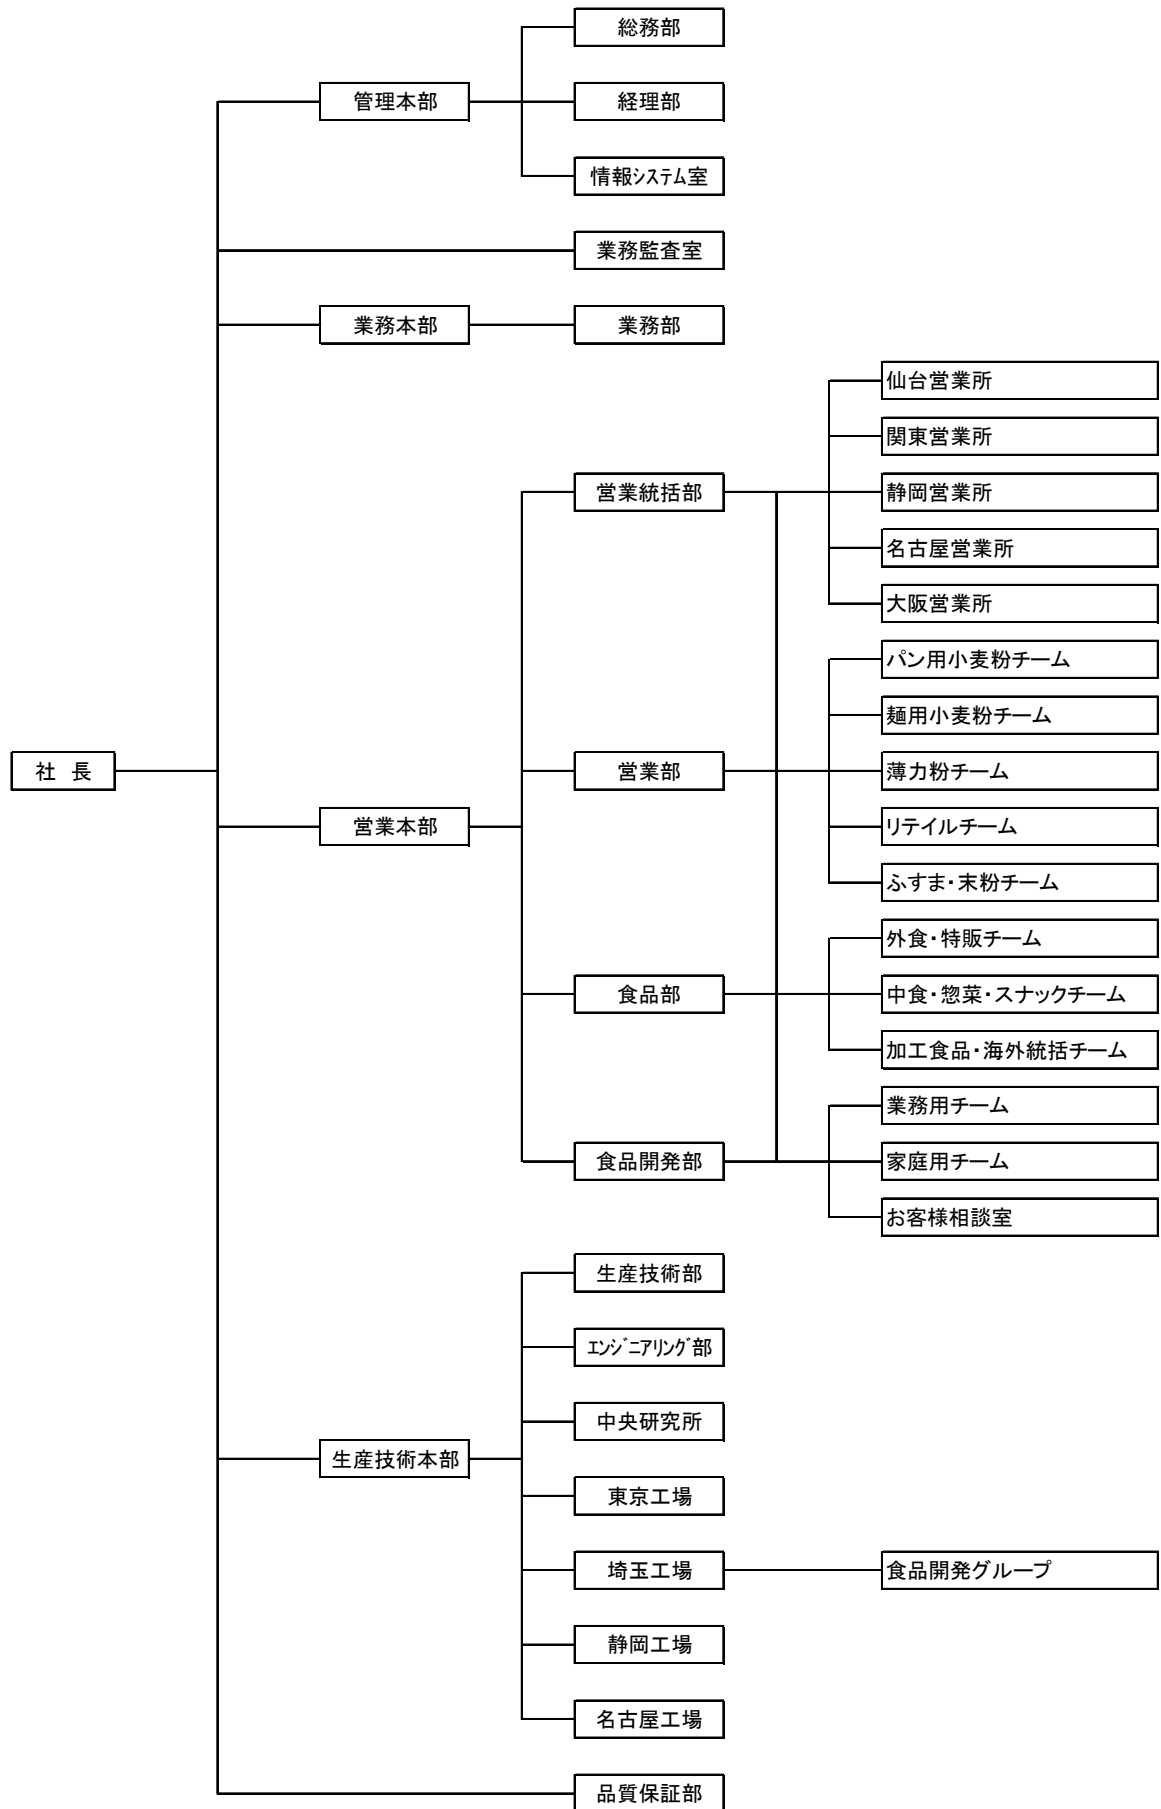 総務部
管理本部
経理部
情報ｼｽﾃﾑ室
業務監査室
業務本部
業務部
仙台営業所
関東営業所
営業統括部
静岡営業所
名古屋営業所
大阪営業所
パン用小麦粉チーム
麺用小麦粉チーム
社 長
営業部
薄力粉チーム
営業本部
リテイルチーム
ふすま・末粉チーム
外食・特販チーム
食品部
中食・惣菜・スナックチーム
加工食品・海外統括チーム
業務用チーム
食品開発部
家庭用チーム
お客様相談室
生産技術部
ｴﾝｼﾞﾆｱﾘﾝｸﾞ部
中央研究所
生産技術本部
東京工場
埼玉工場
食品開発グループ
静岡工場
名古屋工場
品質保証部